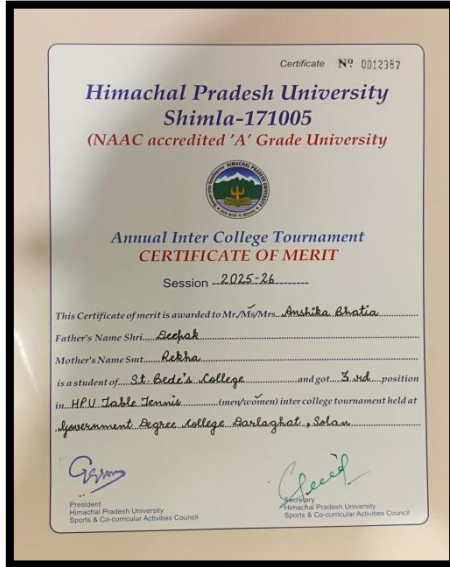 Certificate Nº 0012387
Himachal Pradesh University
Shimla-171005
(NAAC accredited 'A' Grade University
HIMACHAL PRADESH UNIVERSITY
Annual Inter College Tournament
CERTIFICATE OF MERIT
Session 2025-26
This Certificate of merit is awarded to Mr./Ms/Mrs. Anshika Bhatia
Father's Name Shri Deepak
Mother's Name Smt. Rekha
is a student of St. Bede's College and got 3rd position
in HPU Table Tennis (men/women) inter college tournament held at
Government Degree College Darlaghat, Solan
President
Himachal Pradesh University
Sports & Co-curricular Activities Council
Secretary
Himachal Pradesh University
Sports & Co-curricular Activities Council